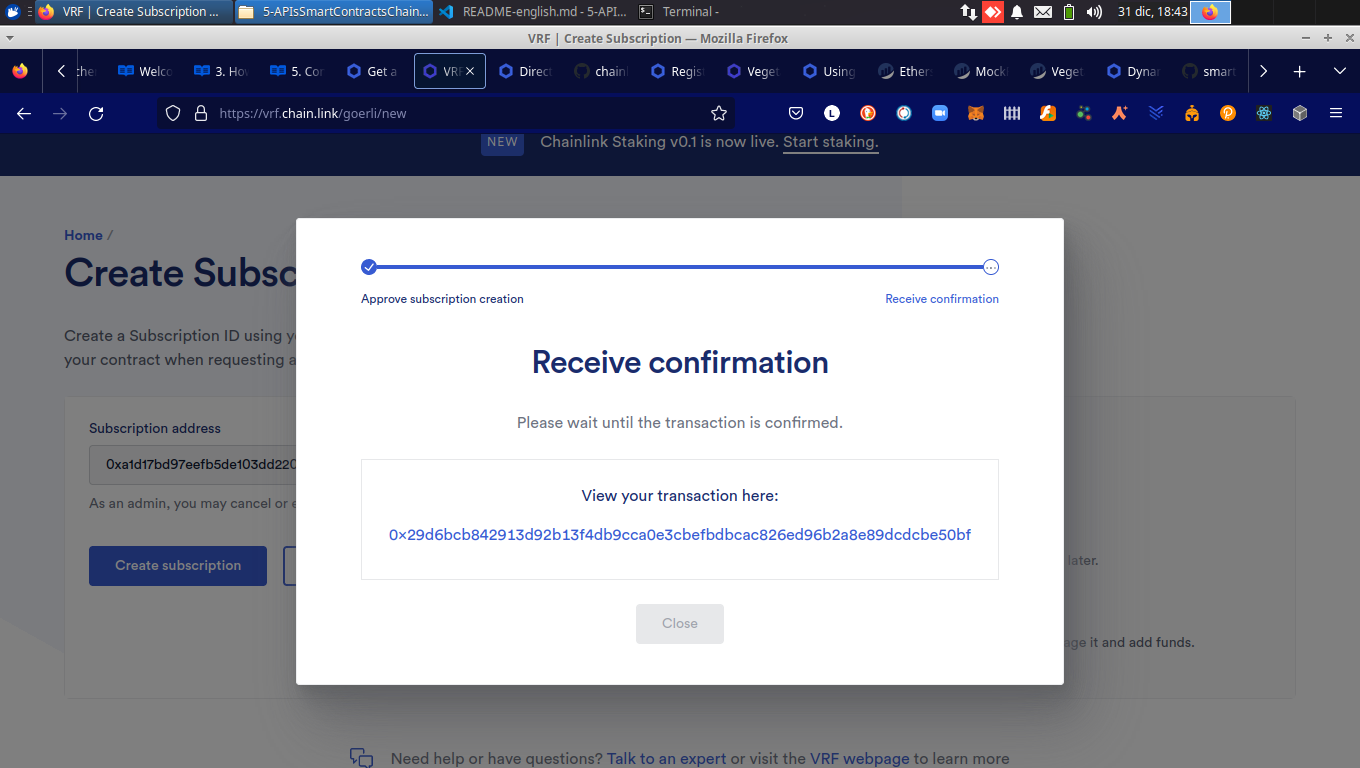 VRF | Create Subscription ...
5-APIsSmartContractsChain...
README-english.md - 5-API...
Terminal -
31 dic, 18:43
VRF | Create Subscription — Mozilla Firefox
Welco
3. Ho
5. Co
Get a
VRF
Direct
chain
Regist
Veget
Using
Ether
Mock
Veget
Dynar
smart
https://vrf.chain.link/goerli/new
NEW
Chainlink Staking v0.1 is now live. Start staking.
Home /
Create Subsc
Create a Subscription ID using y
your contract when requesting a
Subscription address
0xa1d17bd97eefb5de103dd220
As an admin, you may cancel or e
Create subscription
later.
age it and add funds.
Approve subscription creation
Receive confirmation
Receive confirmation
Please wait until the transaction is confirmed.
View your transaction here:
0x29d6bcb842913d92b13f4db9cca0e3cbefbdbcac826ed96b2a8e89dcdcbe50bf
Close
Need help or have questions? Talk to an expert or visit the VRF webpage to learn more